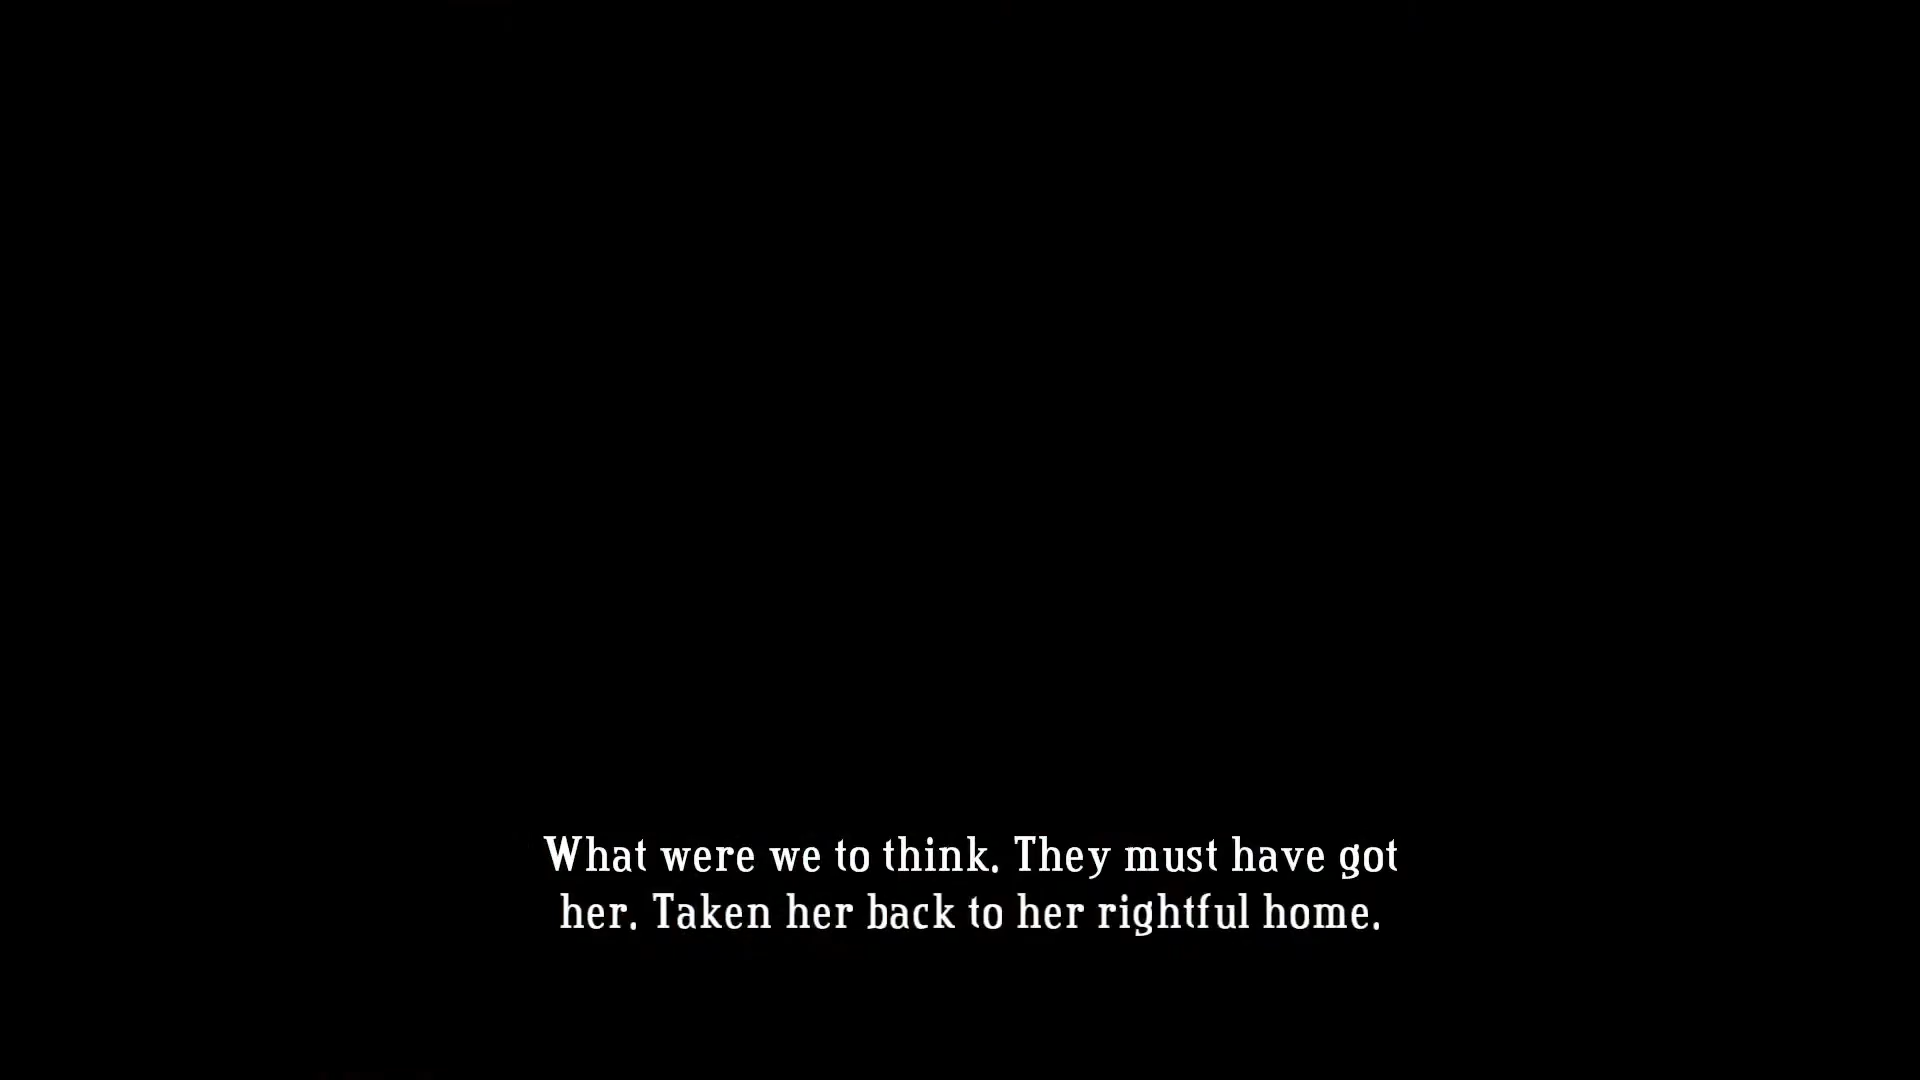 What were we to think. They must have got
her. Taken her back to her rightful home.